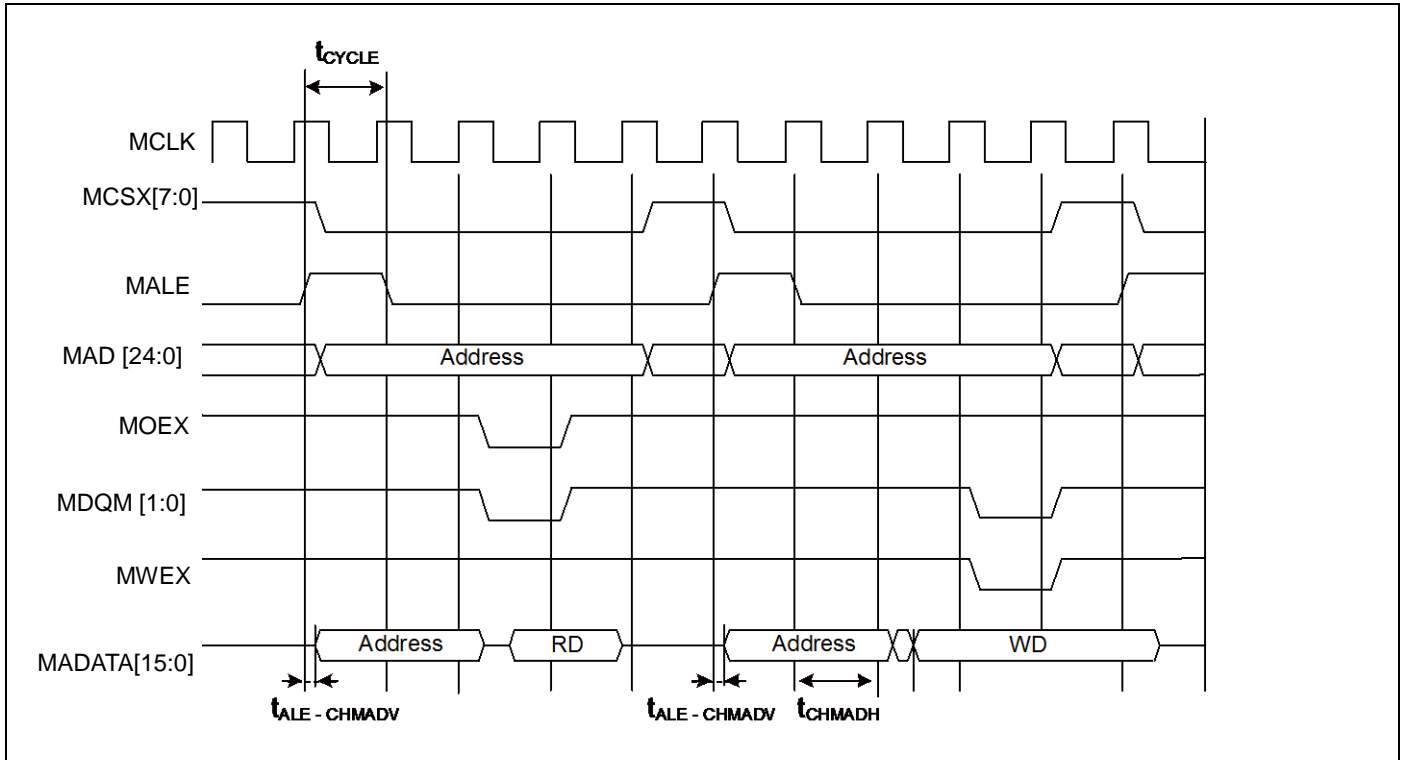 tCYCLE
MCLK
MCSX[7:0]
MALE
MAD [24:0]
Address
Address
MOEX
MDQM [1:0]
MWEX
MADATA[15:0]
Address
RD
Address
WD
tALE - CHMADV
tALE - CHMADV
tCHMADH